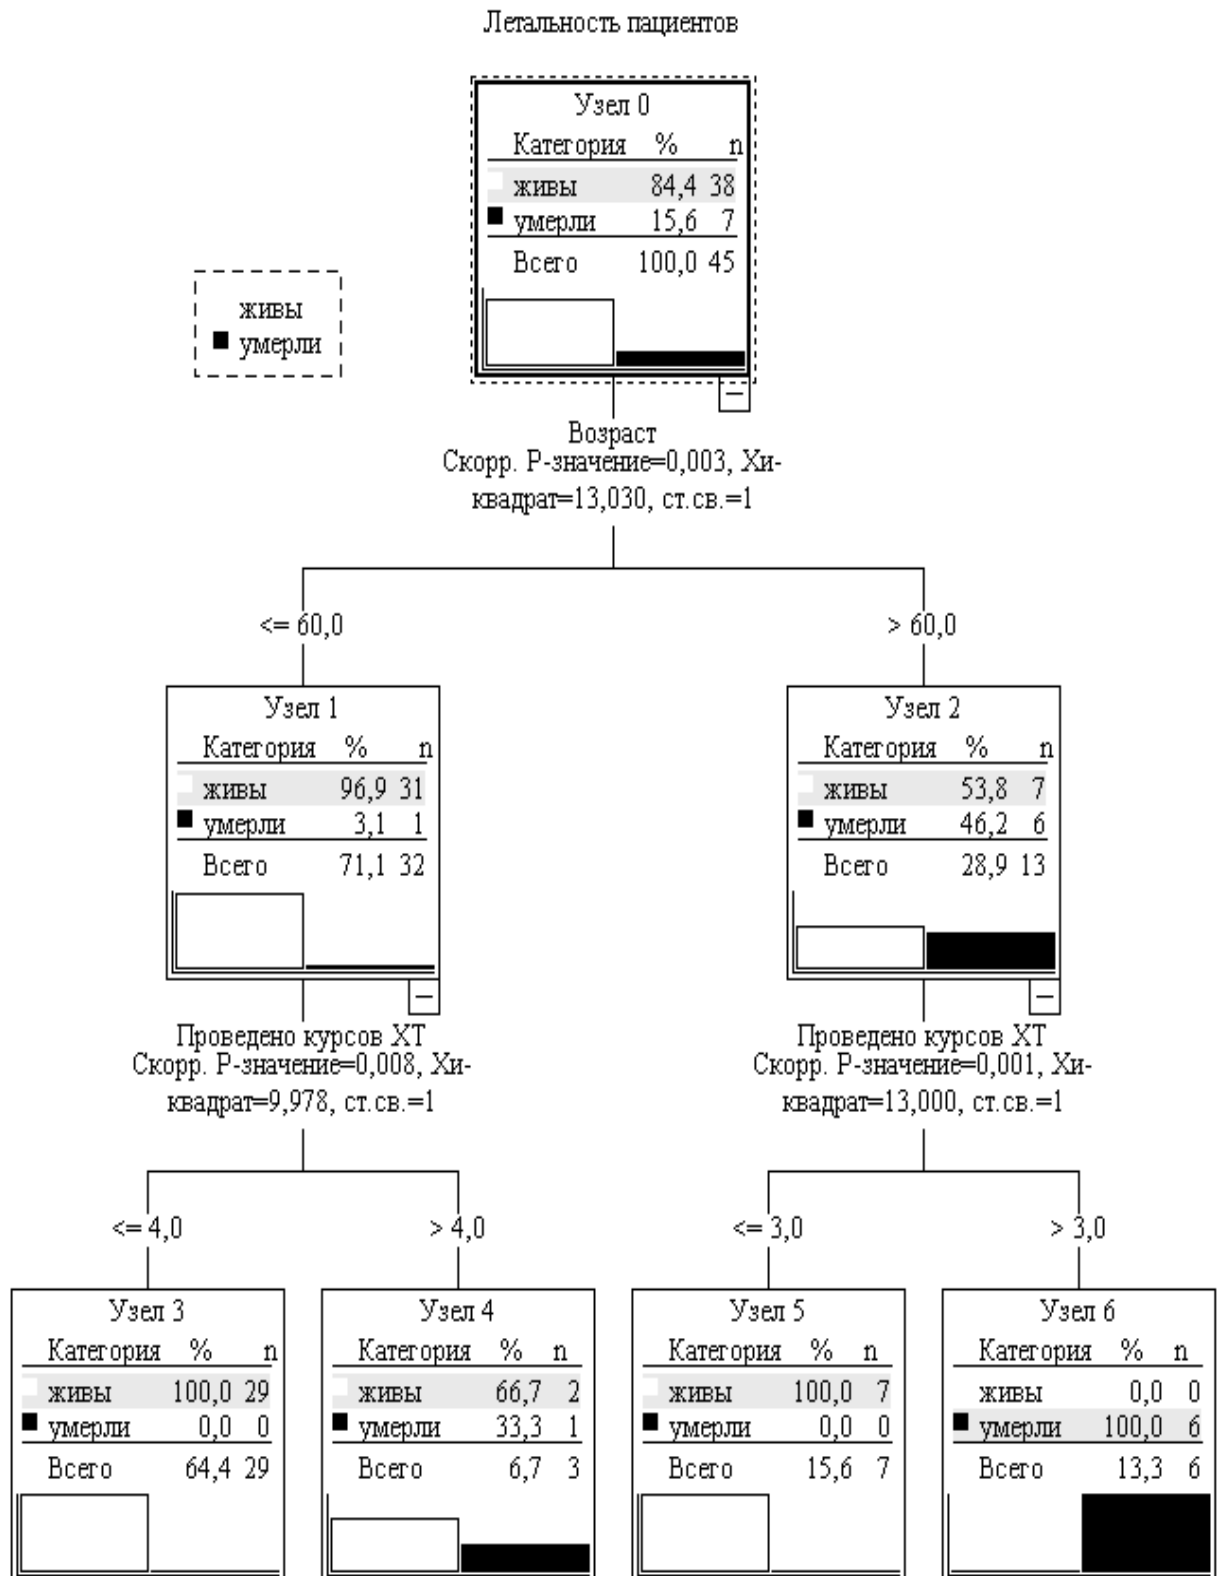 Летальность пациентов
Узел 0
Категория % n
живы 84,4 38
умерли 15,6 7
Всего 100,0 45
живы
умерли
Возраст
Скорр. P-значение=0,003, Хи-
квадрат=13,030, ст.св.=1
<= 60,0
> 60,0
Узел 1
Категория % n
живы 96,9 31
умерли 3,1 1
Всего 71,1 32
Узел 2
Категория % n
живы 53,8 7
умерли 46,2 6
Всего 28,9 13
Проведено курсов ХТ
Скорр. P-значение=0,008, Хи-
квадрат=9,978, ст.св.=1
Проведено курсов ХТ
Скорр. P-значение=0,001, Хи-
квадрат=13,000, ст.св.=1
<= 4,0
> 4,0
<= 3,0
> 3,0
Узел 3
Категория % n
живы 100,0 29
умерли 0,0 0
Всего 64,4 29
Узел 4
Категория % n
живы 66,7 2
умерли 33,3 1
Всего 6,7 3
Узел 5
Категория % n
живы 100,0 7
умерли 0,0 0
Всего 15,6 7
Узел 6
Категория % n
живы 0,0 0
умерли 100,0 6
Всего 13,3 6